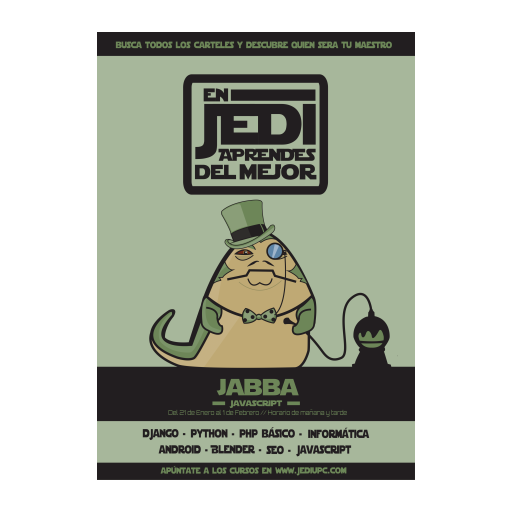 BUSCA TODOS LOS CARTELES Y DESCUBRE QUIEN SERA TU MAESTRO
EN
JEDI
APRENDES
DEL MEJOR
JABBA
JAVASCRIPT
Del 21 de Enero al 1 de Febrero // Horario de mañana y tarde
DJANGO · PYTHON · PHP BÁSICO · INFORMÁTICA
ANDROID · BLENDER · SEO · JAVASCRIPT
APÚNTATE A LOS CURSOS EN WWW.JEDIUPC.COM